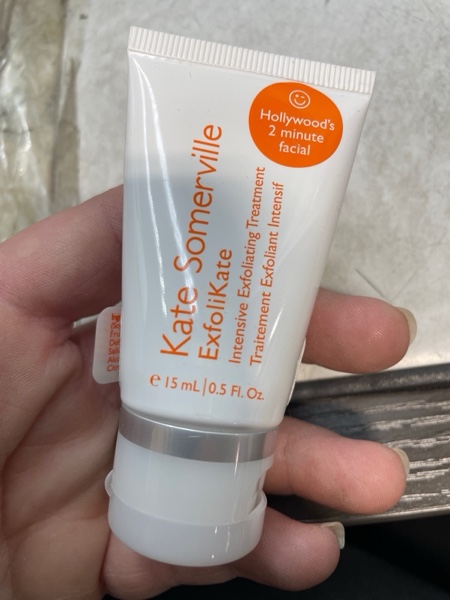 Hollywood's
2 minute
facial
Kate Somerville
ExfoliKate
Intensive Exfoliating Treatment
Traitement Exfoliant Intensif
℮ 15 mL | 0.5 Fl. Oz.